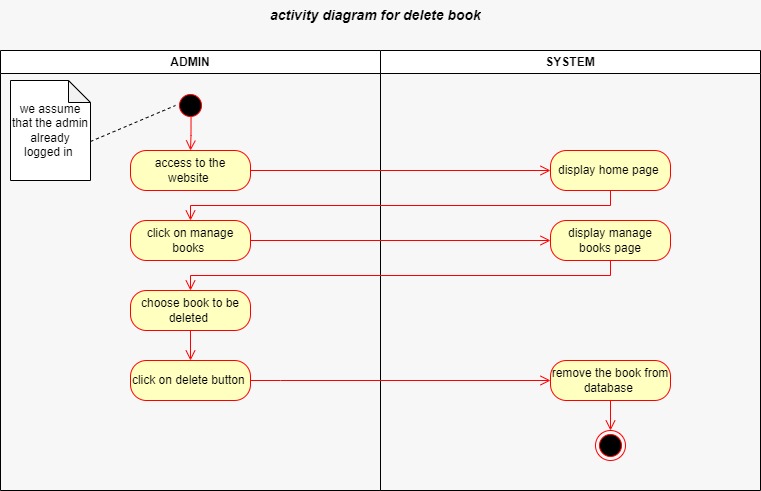 activity diagram for delete book
ADMIN
SYSTEM
we assume
that the admin
already
logged in
access to the
website
display home page
click on manage
books
display manage
books page
choose book to be
deleted
click on delete button
remove the book from
database